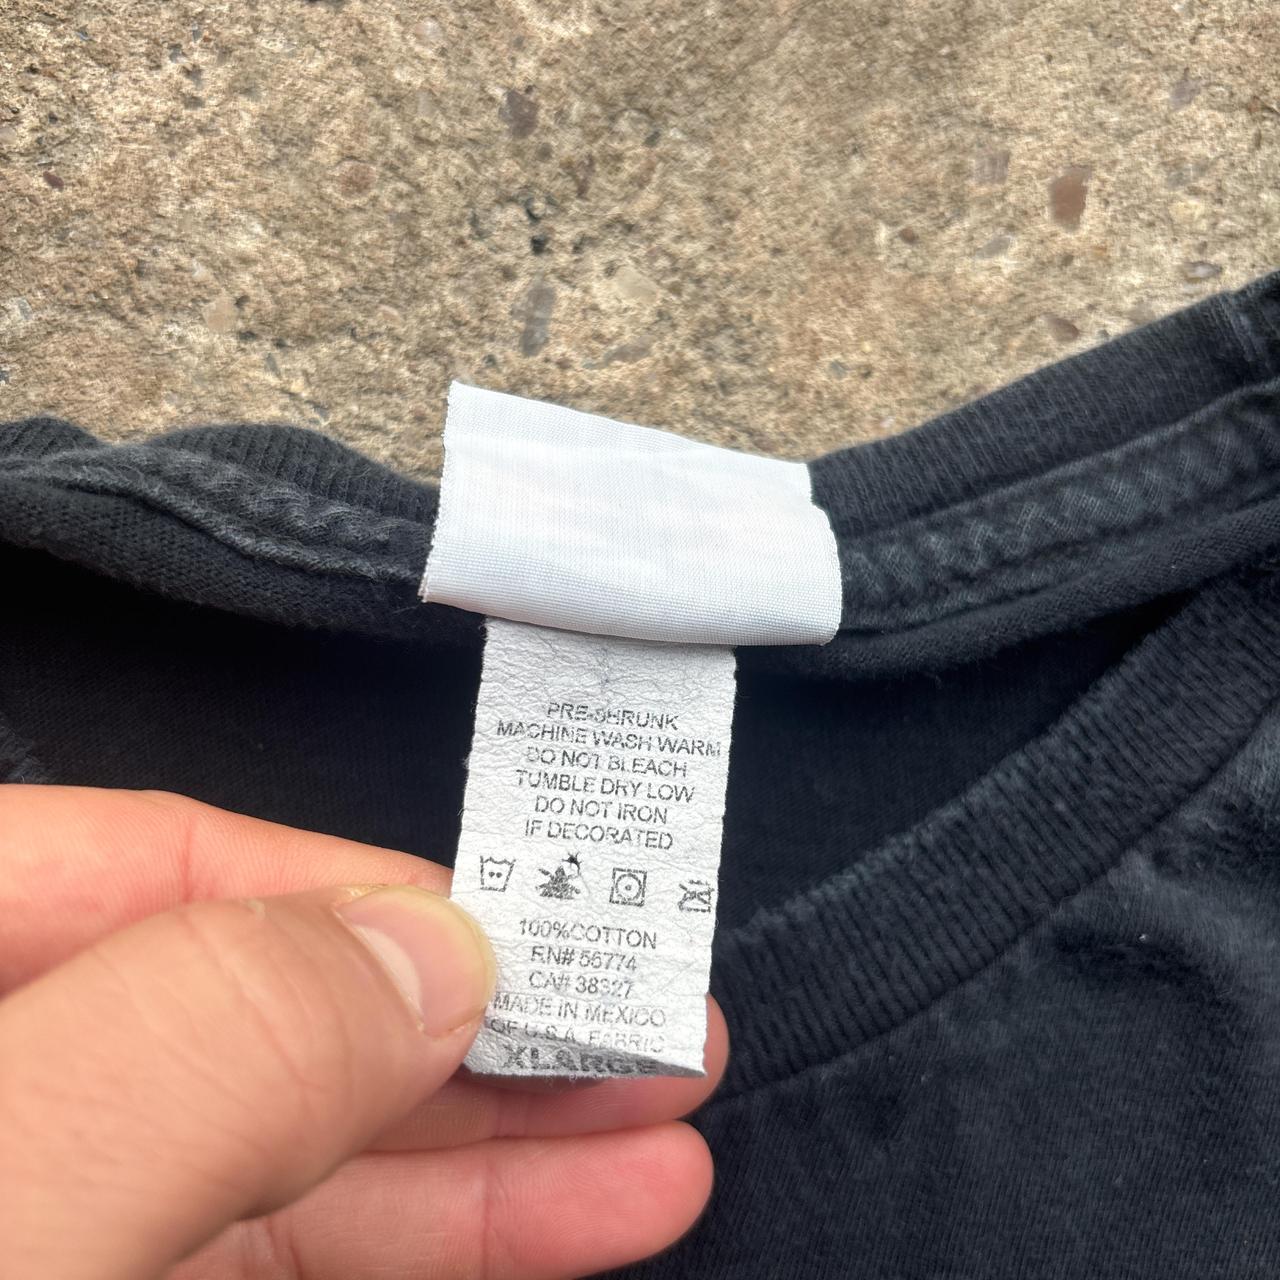 PRE-SHRUNK
MACHINE WASH WARM
DO NOT BLEACH
TUMBLE DRY LOW
DO NOT IRON
IF DECORATED
100%COTTON
RN# 56774
CA# 38327
MADE IN MEXICO
OF U.S.A. FABRIC
XLARGE